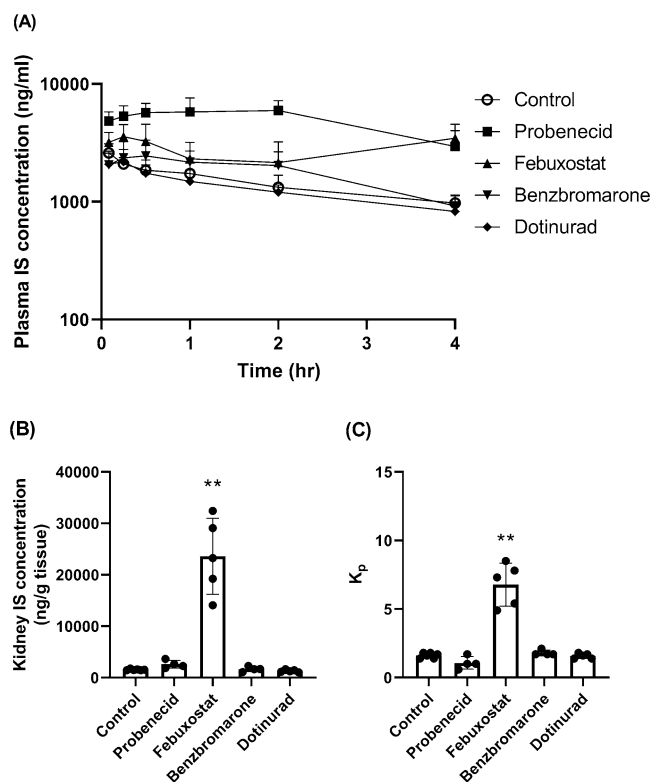 (A)
Plasma IS concentration (ng/ml)
10000
1000
100
0
1
2
3
4
Time (hr)
Control
Probenecid
Febuxostat
Benzbromarone
Dotinurad
(B)
Kidney IS concentration
(ng/g tissue)
40000
30000
20000
10000
0
**
Control
Probenecid
Febuxostat
Benzbromarone
Dotinurad
(C)
Kp
15
10
5
0
**
Control
Probenecid
Febuxostat
Benzbromarone
Dotinurad